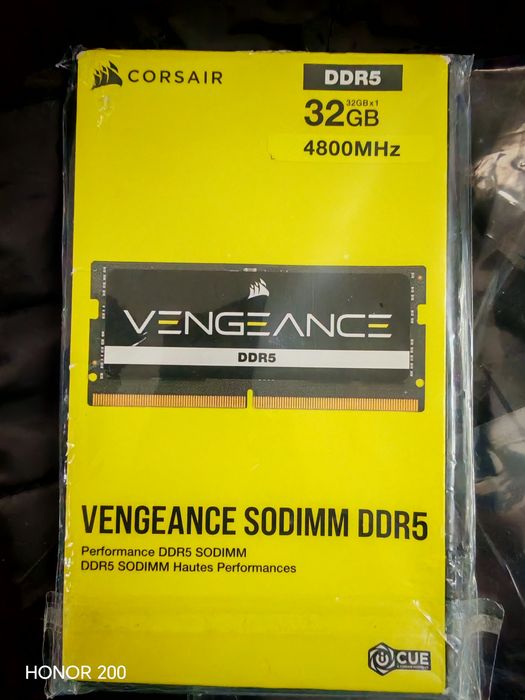 CORSAIR
DDR5
32GBx1
32GB
4800MHz
VENGEANCE
DDR5
VENGEANCE SODIMM DDR5
Performance DDR5 SODIMM
DDR5 SODIMM Hautes Performances
iCUE
HONOR 200